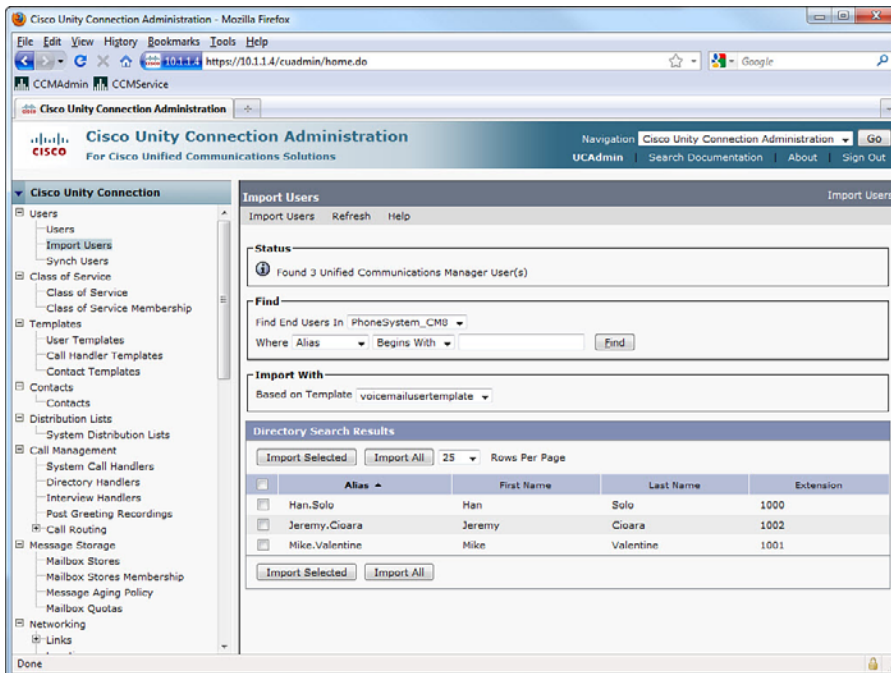 Cisco Unity Connection Administration - Mozilla Firefox
File Edit View History Bookmarks Tools Help
10.1.1.4 https://10.1.1.4/cuadmin/home.do
Google
CCMAdmin CCMService
Cisco Unity Connection Administration
cisco
Cisco Unity Connection Administration
For Cisco Unified Communications Solutions
Navigation Cisco Unity Connection Administration Go
UCAdmin Search Documentation About Sign Out
Cisco Unity Connection
Users
Users
Import Users
Synch Users
Class of Service
Class of Service
Class of Service Membership
Templates
User Templates
Call Handler Templates
Contact Templates
Contacts
Contacts
Distribution Lists
System Distribution Lists
Call Management
System Call Handlers
Directory Handlers
Interview Handlers
Post Greeting Recordings
Call Routing
Message Storage
Mailbox Stores
Mailbox Stores Membership
Message Aging Policy
Mailbox Quotas
Networking
Links
Import Users Import Users
Import Users Refresh Help
Status
Found 3 Unified Communications Manager User(s)
Find
Find End Users In PhoneSystem_CM8
Where Alias Begins With Find
Import With
Based on Template voicemailusertemplate
Directory Search Results
Import Selected Import All 25 Rows Per Page
Alias First Name Last Name Extension
Han.Solo Han Solo 1000
Jeremy.Cioara Jeremy Cioara 1002
Mike.Valentine Mike Valentine 1001
Import Selected Import All
Done